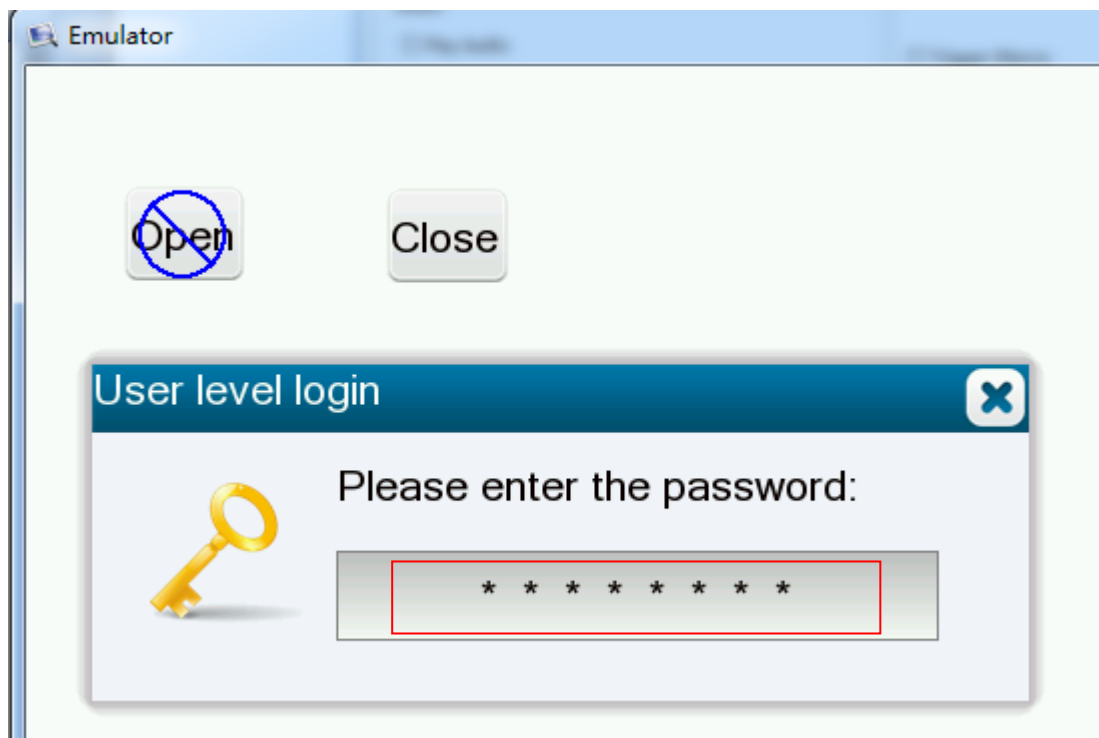 Emulator
Open
Close
User level login
Please enter the password:
* * * * * * * *